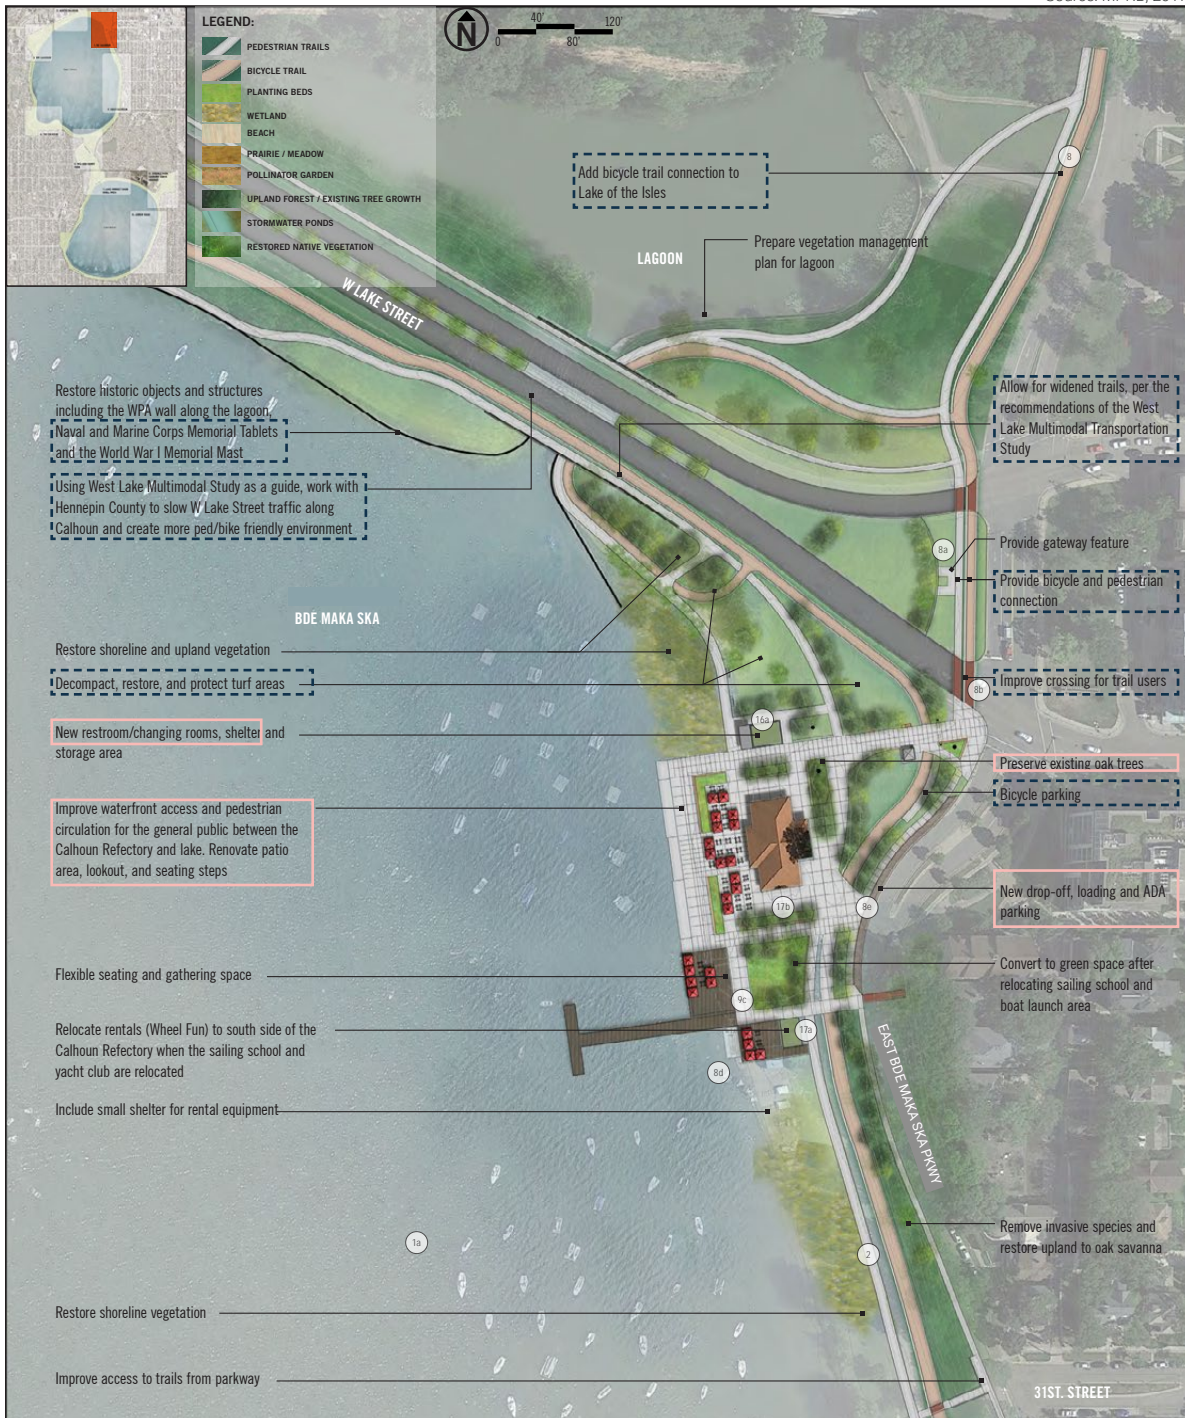 LEGEND:
PEDESTRIAN TRAILS
BICYCLE TRAIL
PLANTING BEDS
WETLAND
BEACH
PRAIRIE / MEADOW
POLLINATOR GARDEN
UPLAND FOREST / EXISTING TREE GROWTH
STORMWATER PONDS
RESTORED NATIVE VEGETATION
N
40'
120'
0
80'
8
Add bicycle trail connection to
Lake of the Isles
LAGOON
Prepare vegetation management
plan for lagoon
W LAKE STREET
Restore historic objects and structures
including the WPA wall along the lagoon,
Naval and Marine Corps Memorial Tablets
and the World War I Memorial Mast
Allow for widened trails, per the
recommendations of the West
Lake Multimodal Transportation
Study
Using West Lake Multimodal Study as a guide, work with
Hennepin County to slow W Lake Street traffic along
Calhoun and create more ped/bike friendly environment
8a
Provide gateway feature
Provide bicycle and pedestrian
connection
BDE MAKA SKA
Restore shoreline and upland vegetation
Decompact, restore, and protect turf areas
Improve crossing for trail users
8b
16a
New restroom/changing rooms, shelter and
storage area
Preserve existing oak trees
Bicycle parking
Improve waterfront access and pedestrian
circulation for the general public between the
Calhoun Refectory and lake. Renovate patio
area, lookout, and seating steps
New drop-off, loading and ADA
parking
17b
8e
Flexible seating and gathering space
Convert to green space after
relocating sailing school and
boat launch area
9c
17a
Relocate rentals (Wheel Fun) to south side of the
Calhoun Refectory when the sailing school and
yacht club are relocated
8d
EAST BDE MAKA SKA PKWY
Include small shelter for rental equipment
Remove invasive species and
restore upland to oak savanna
1a
2
Restore shoreline vegetation
Improve access to trails from parkway
31ST. STREET